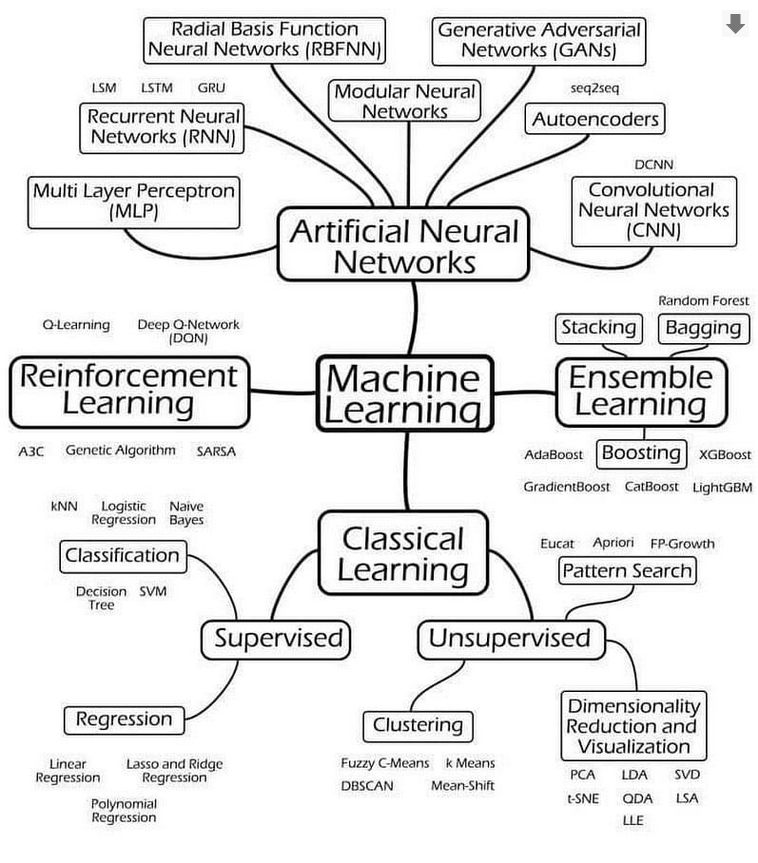 Radial Basis Function
Neural Networks (RBFNN)
Generative Adversarial
Networks (GANs)
LSM LSTM GRU
Recurrent Neural
Networks (RNN)
Modular Neural
Networks
seq2seq
Autoencoders
Multi Layer Perceptron
(MLP)
DCNN
Convolutional
Neural Networks
(CNN)
Artificial Neural
Networks
Q-Learning
Deep Q-Network
(DQN)
Reinforcement
Learning
A3C Genetic Algorithm SARSA
Machine
Learning
Random Forest
Stacking
Bagging
Ensemble
Learning
AdaBoost
Boosting
XGBoost
GradientBoost CatBoost LightGBM
Classical
Learning
kNN
Logistic
Regression
Naive
Bayes
Classification
Decision
Tree
SVM
Supervised
Regression
Linear
Regression
Lasso and Ridge
Regression
Polynomial
Regression
Eucat Apriori FP-Growth
Pattern Search
Unsupervised
Clustering
Fuzzy C-Means k Means
DBSCAN Mean-Shift
Dimensionality
Reduction and
Visualization
PCA LDA SVD
t-SNE QDA LSA
LLE